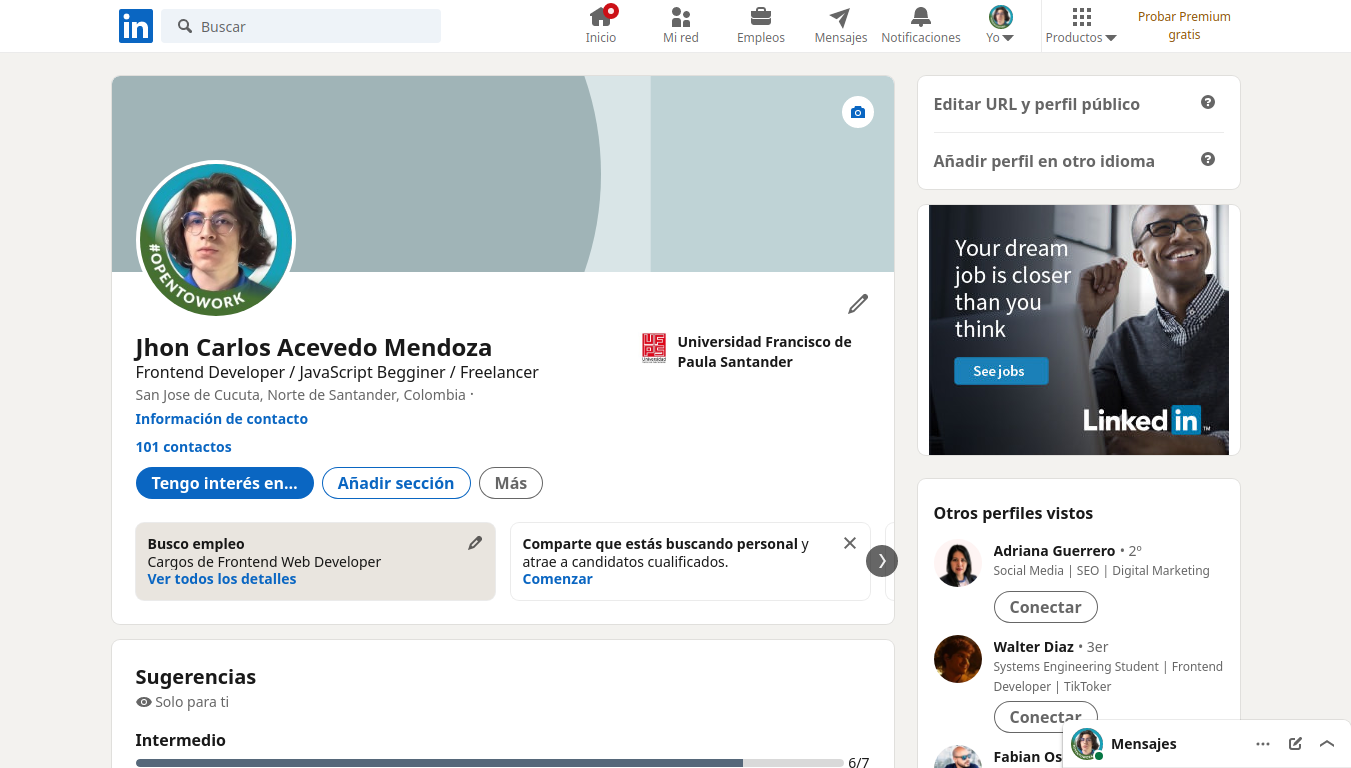 in
Buscar
Inicio
Mi red
Empleos
Mensajes
Notificaciones
Yo
Productos
Probar Premium
gratis
#OPENTOWORK
Jhon Carlos Acevedo Mendoza
Frontend Developer / JavaScript Begginer / Freelancer
San Jose de Cucuta, Norte de Santander, Colombia ·
Información de contacto
101 contactos
Universidad Francisco de
Paula Santander
Tengo interés en...
Añadir sección
Más
Busco empleo
Cargos de Frontend Web Developer
Ver todos los detalles
Comparte que estás buscando personal y
atrae a candidatos cualificados.
Comenzar
Sugerencias
Solo para ti
Intermedio
6/7
Editar URL y perfil público
Añadir perfil en otro idioma
Your dream
job is closer
than you
think
See jobs
Linked in ™
Otros perfiles vistos
Adriana Guerrero • 2º
Social Media | SEO | Digital Marketing
Conectar
Walter Diaz • 3er
Systems Engineering Student | Frontend
Developer | TikToker
Conectar
Fabian Os
Mensajes